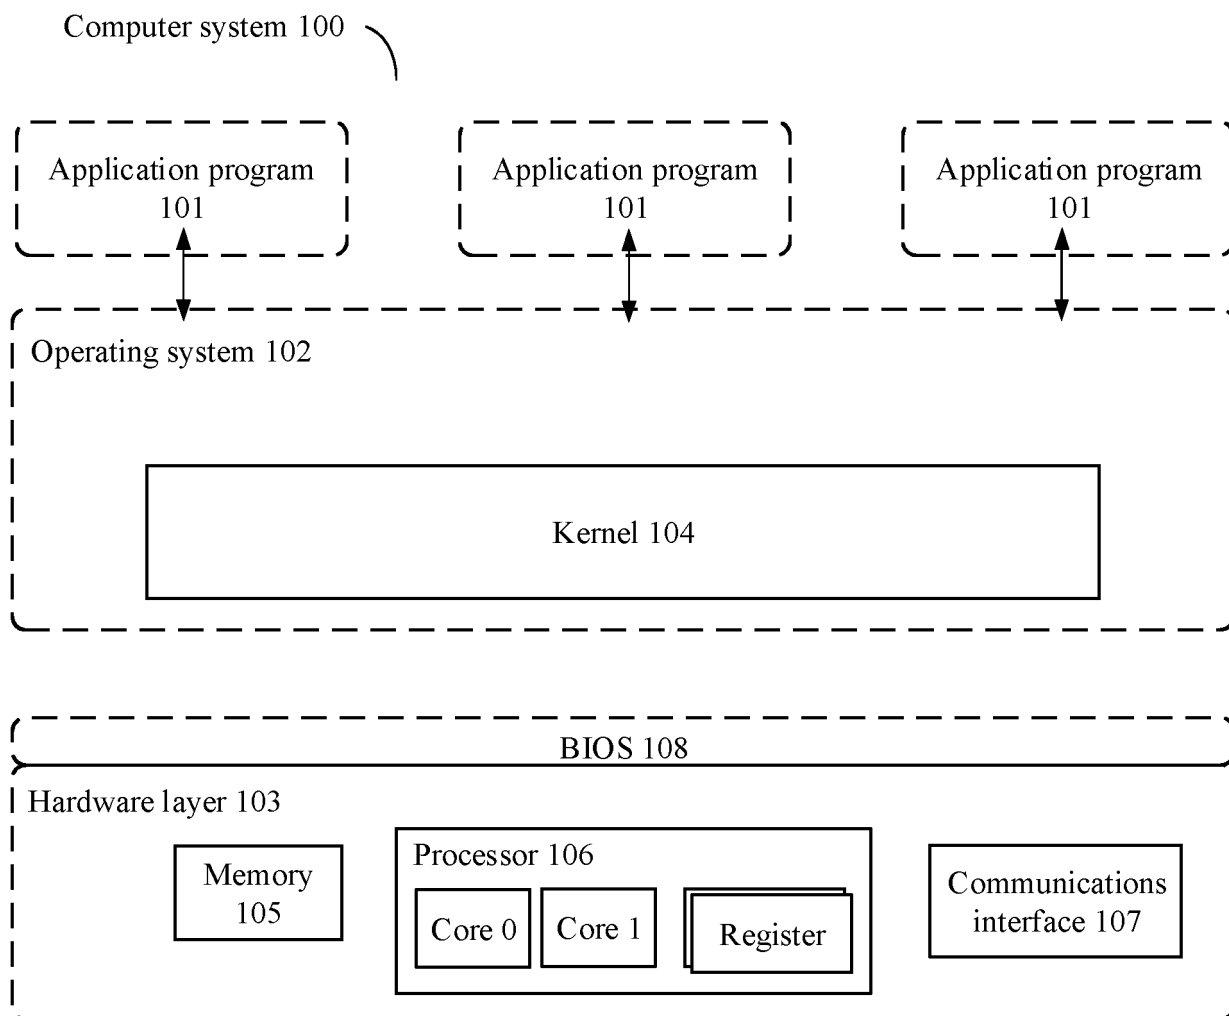 Computer system 100
Application program
101
Application program
101
Application program
101
Operating system 102
Kernel 104
BIOS 108
Hardware layer 103
Memory
105
Processor 106
Core 0
Core 1
Register
Communications
interface 107